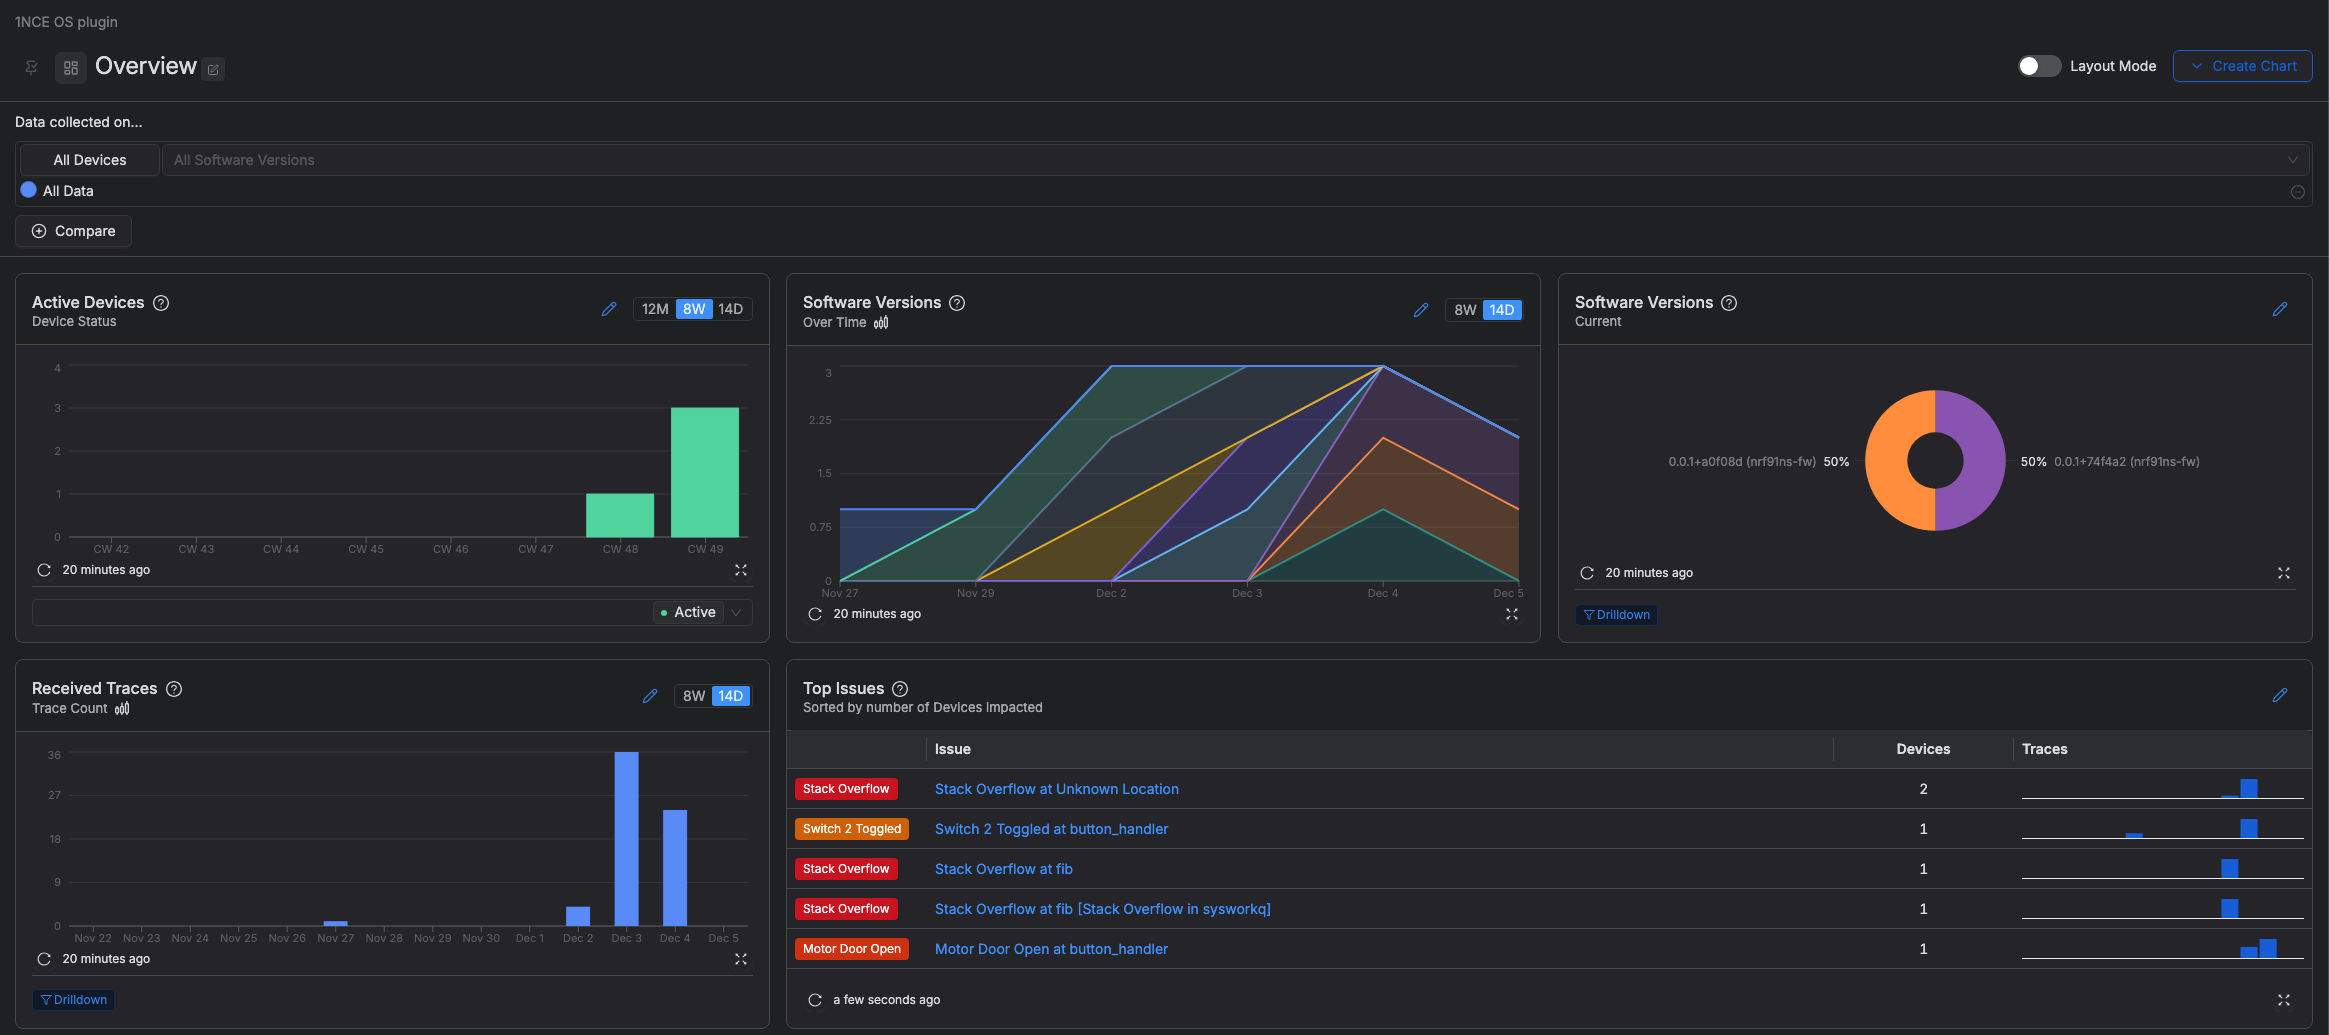 1NCE OS plugin
Overview
Layout Mode
Create Chart
Data collected on...
All Devices
All Software Versions
All Data
Compare
Active Devices
Device Status
12M 8W 14D
4
3
2
1
0
CW 42 CW 43 CW 44 CW 45 CW 46 CW 47 CW 48 CW 49
20 minutes ago
Active
Software Versions
Over TIme
8W 14D
3
2.25
1.5
0.75
0
Nov 27 Nov 29 Dec 2 Dec 3 Dec 4 Dec 5
20 minutes ago
Software Versions
Current
0.0.1+a0f08d (nrf91ns-fw) 50%
50% 0.0.1+74f4a2 (nrf91ns-fw)
20 minutes ago
Drilldown
Received Traces
Trace Count
8W 14D
36
27
18
9
0
Nov 22 Nov 23 Nov 24 Nov 25 Nov 26 Nov 27 Nov 28 Nov 29 Nov 30 Dec 1 Dec 2 Dec 3 Dec 4 Dec 5
20 minutes ago
Drilldown
Top Issues
Sorted by number of Devices Impacted
Issue Devices Traces
Stack Overflow Stack Overflow at Unknown Location 2
Switch 2 Toggled Switch 2 Toggled at button_handler 1
Stack Overflow Stack Overflow at fib 1
Stack Overflow Stack Overflow at fib [Stack Overflow in sysworkq] 1
Motor Door Open Motor Door Open at button_handler 1
a few seconds ago